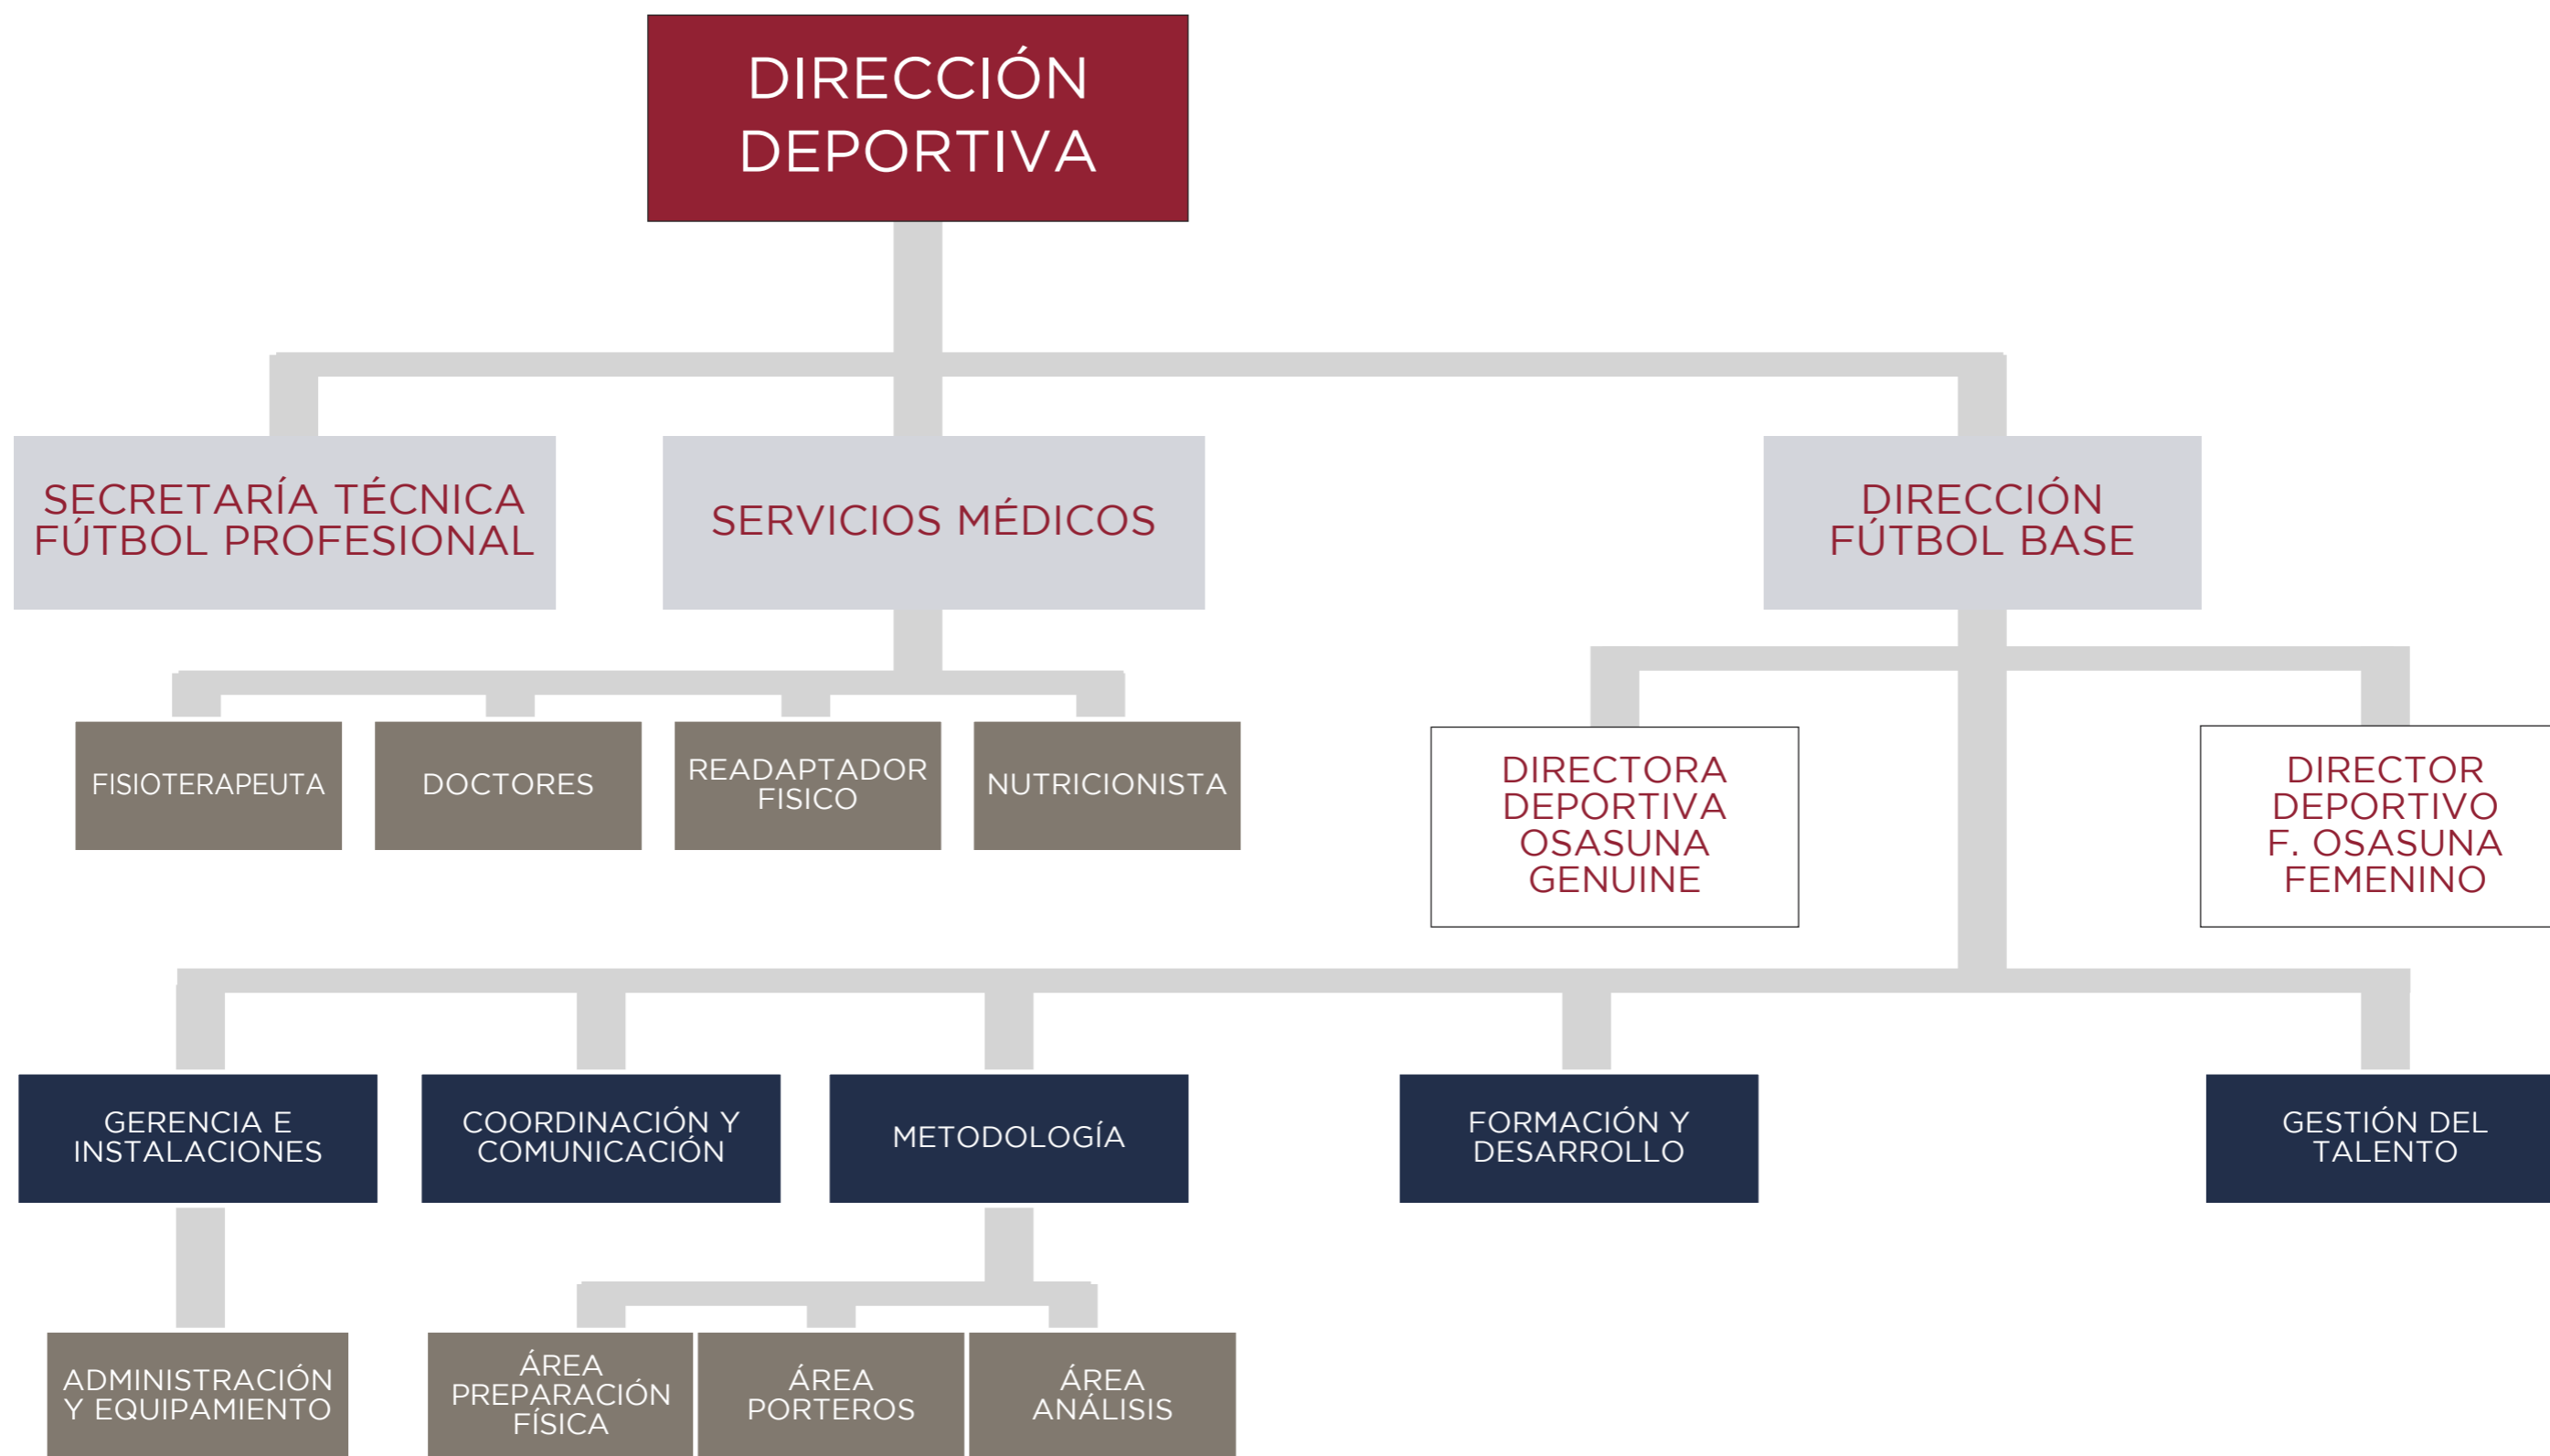 DIRECCIÓN
DEPORTIVA
SECRETARÍA TÉCNICA
FÚTBOL PROFESIONAL
SERVICIOS MÉDICOS
DIRECCIÓN
FÚTBOL BASE
FISIOTERAPEUTA
DOCTORES
READAPTADOR
FISICO
NUTRICIONISTA
DIRECTORA
DEPORTIVA
OSASUNA
GENUINE
DIRECTOR
DEPORTIVO
F. OSASUNA
FEMENINO
GERENCIA E
INSTALACIONES
COORDINACIÓN Y
COMUNICACIÓN
METODOLOGÍA
FORMACIÓN Y
DESARROLLO
GESTIÓN DEL
TALENTO
ADMINISTRACIÓN
Y EQUIPAMIENTO
ÁREA
PREPARACIÓN
FÍSICA
ÁREA
PORTEROS
ÁREA
ANÁLISIS